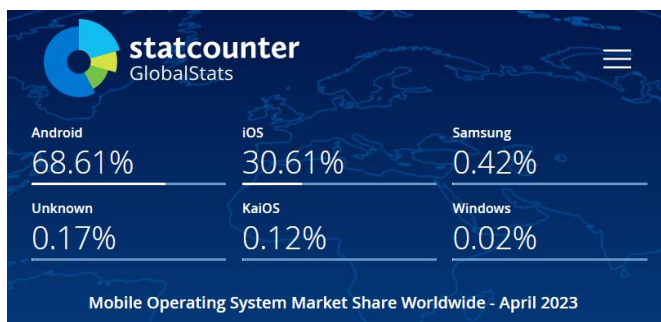 statcounter
GlobalStats
Android
68.61%
iOS
30.61%
Samsung
0.42%
Unknown
0.17%
KaiOS
0.12%
Windows
0.02%
Mobile Operating System Market Share Worldwide - April 2023